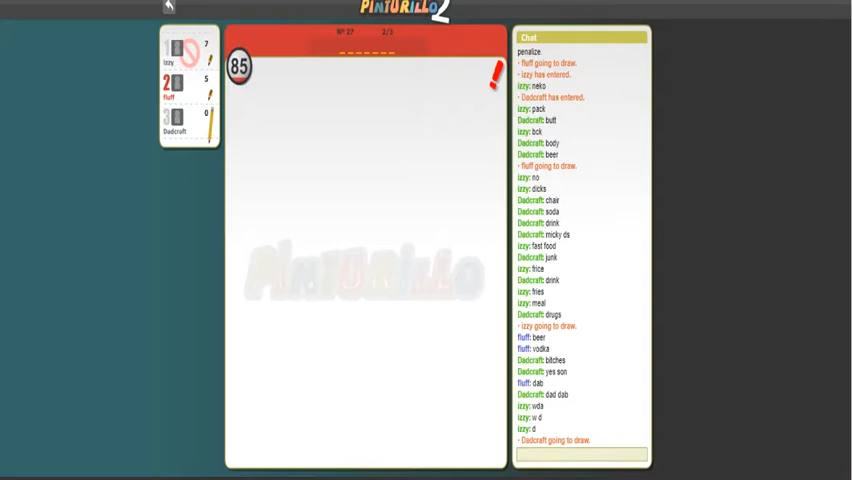 PINTURILLO 2
Nº 27 2/3
_ _ _ _ _ _ _
85
!
1 7
izzy
2 5
fluff
3 0
Dadcraft
PINTURILLO
Chat
penalize.
· fluff going to draw.
· izzy has entered.
izzy: neko
· Dadcraft has entered.
izzy: pack
Dadcraft: butt
izzy: bck
Dadcraft: body
Dadcraft: beer
· fluff going to draw.
izzy: no
izzy: dicks
Dadcraft: chair
Dadcraft: soda
Dadcraft: drink
Dadcraft: micky ds
izzy: fast food
Dadcraft: junk
izzy: frice
Dadcraft: drink
izzy: fries
izzy: meal
Dadcraft: drugs
· izzy going to draw.
fluff: beer
fluff: vodka
Dadcraft: bitches
Dadcraft: yes son
fluff: dab
Dadcraft: dad dab
izzy: wda
izzy: w d
izzy: d
· Dadcraft going to draw.